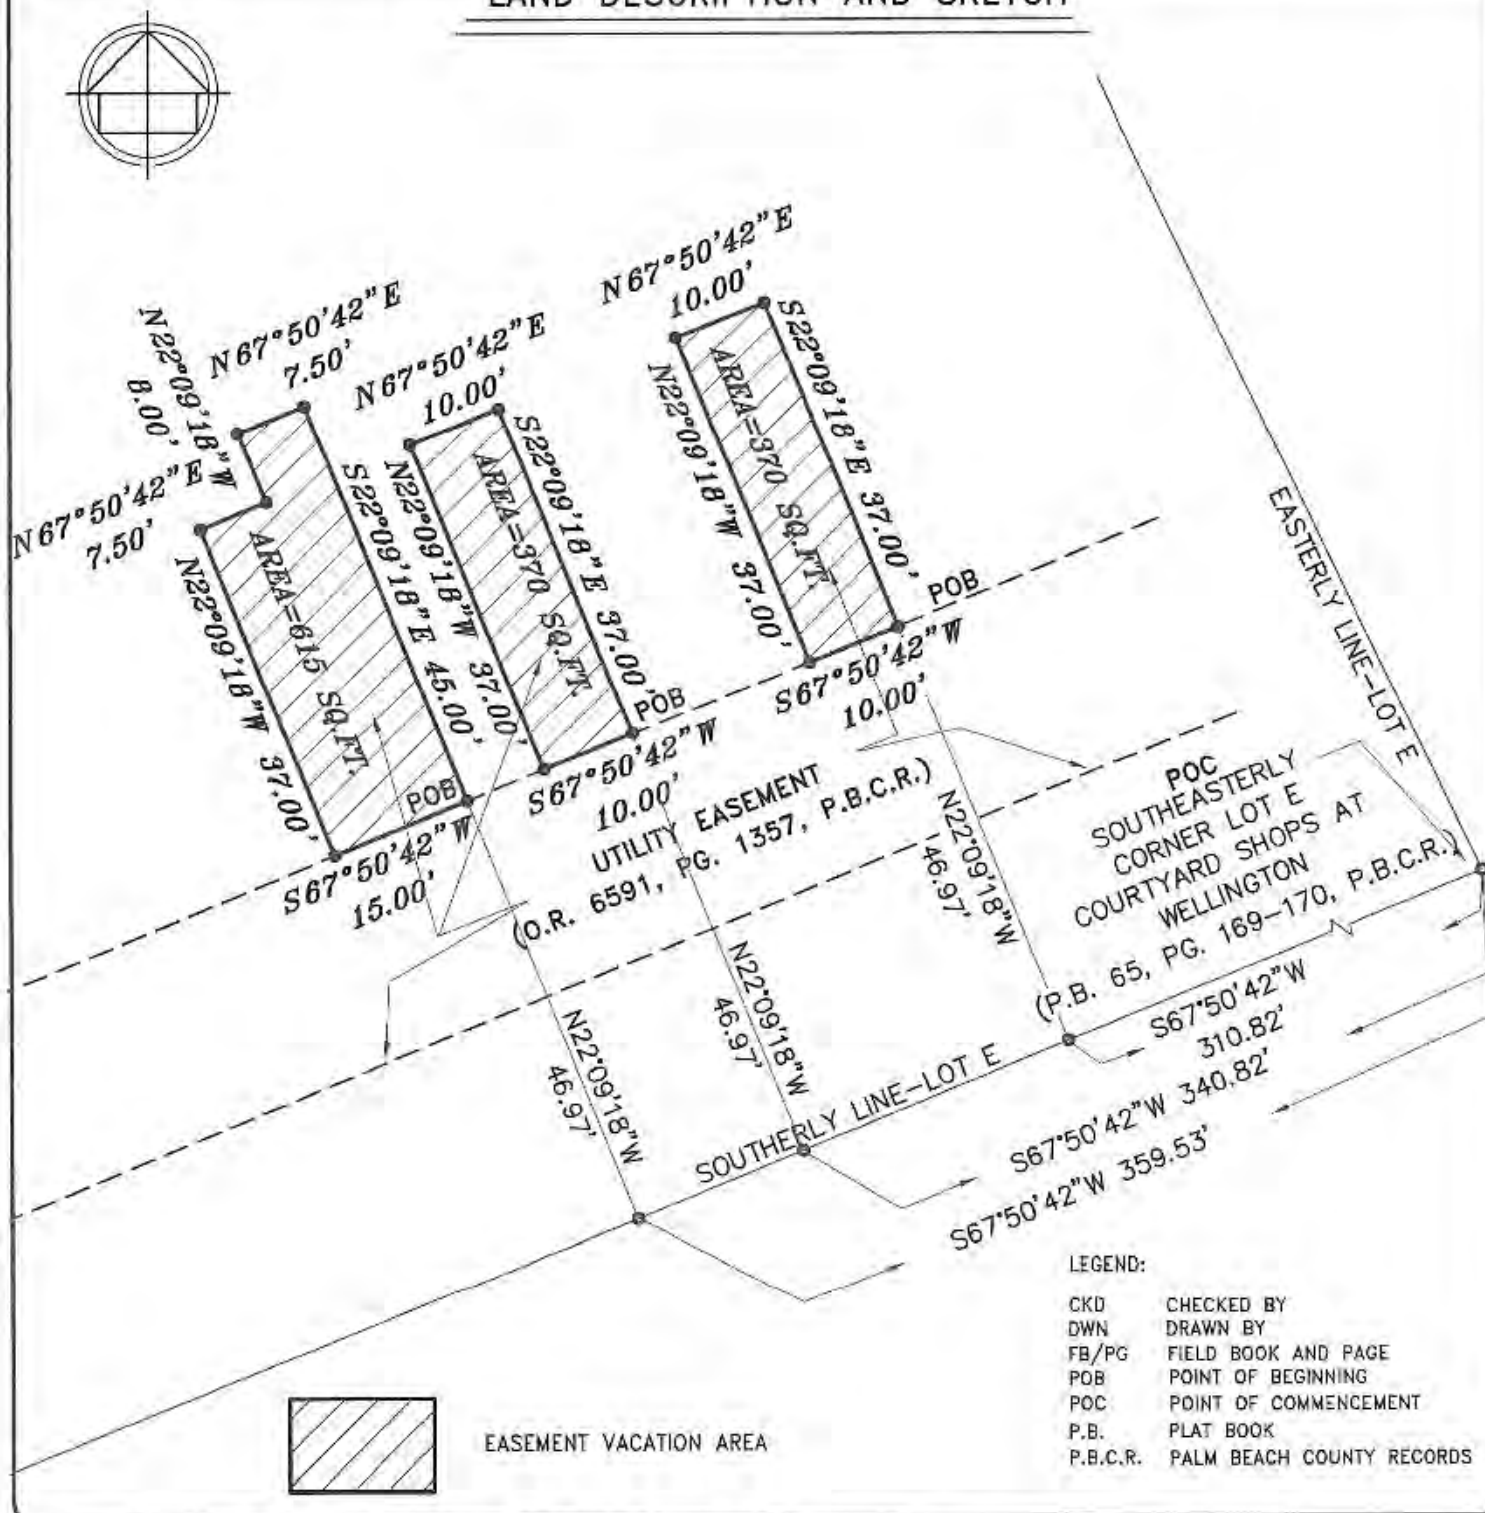 LAND DESCRIPTION AND SKETCH
N67°50'42"E
10.00'
S22°09'18"E 37.00'
N22°09'18"W 37.00'
AREA=370 SQ.FT.
POB
S67°50'42"W
10.00'
N67°50'42"E
10.00'
S22°09'18"E 37.00'
N22°09'18"W 37.00'
AREA=370 SQ.FT.
POB
S67°50'42"W
10.00'
N67°50'42"E
7.50'
N22°09'18"W
8.00'
N67°50'42"E
7.50'
S22°09'18"E 45.00'
N22°09'18"W 37.00'
AREA=615 SQ.FT.
POB
S67°50'42"W
15.00'
EASTERLY LINE-LOT E
UTILITY EASEMENT
(O.R. 6591, PG. 1357, P.B.C.R.)
POC
SOUTHEASTERLY
CORNER LOT E
COURTYARD SHOPS AT
WELLINGTON
(P.B. 65, PG. 169-170, P.B.C.R.)
N22°09'18"W
46.97'
N22°09'18"W
46.97'
N22°09'18"W
46.97'
SOUTHERLY LINE-LOT E
S67°50'42"W
310.82'
S67°50'42"W 340.82'
S67°50'42"W 359.53'
LEGEND:
CKD CHECKED BY
DWN DRAWN BY
FB/PG FIELD BOOK AND PAGE
POB POINT OF BEGINNING
POC POINT OF COMMENCEMENT
P.B. PLAT BOOK
P.B.C.R. PALM BEACH COUNTY RECORDS
EASEMENT VACATION AREA